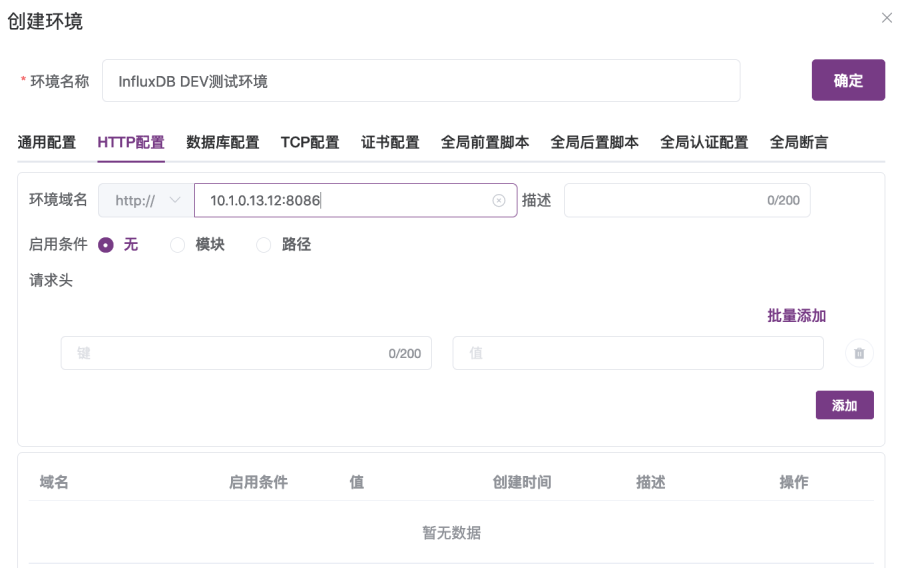 创建环境
* 环境名称 InfluxDB DEV测试环境 确定
通用配置 HTTP配置 数据库配置 TCP配置 证书配置 全局前置脚本 全局后置脚本 全局认证配置 全局断言
环境域名 http:// 10.1.0.13.12:8086 描述 0/200
启用条件 无 模块 路径
请求头
批量添加
键 0/200 值
添加
域名 启用条件 值 创建时间 描述 操作
暂无数据